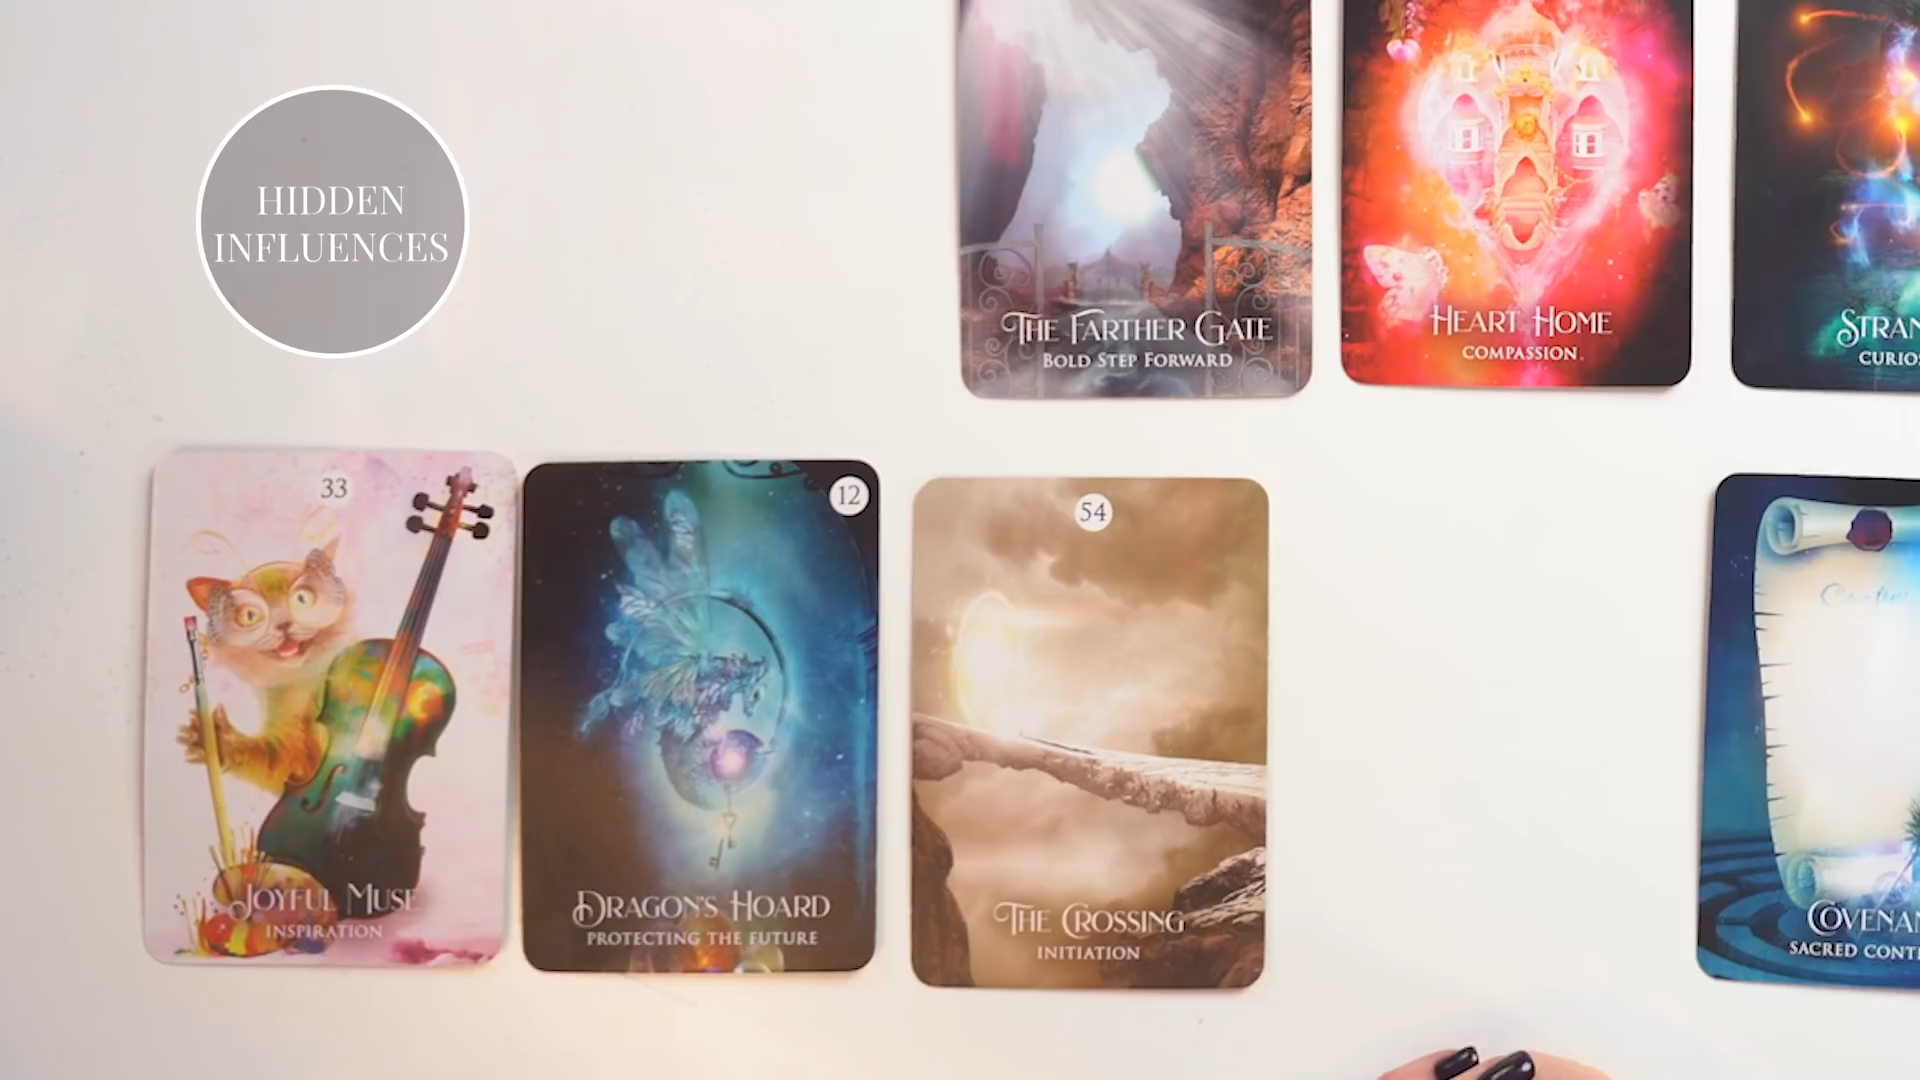 HIDDEN
INFLUENCES
THE FARTHER GATE
BOLD STEP FORWARD
HEART HOME
COMPASSION
33
JOYFUL MUSE
INSPIRATION
12
DRAGON'S HOARD
PROTECTING THE FUTURE
54
THE CROSSING
INITIATION
SACRED